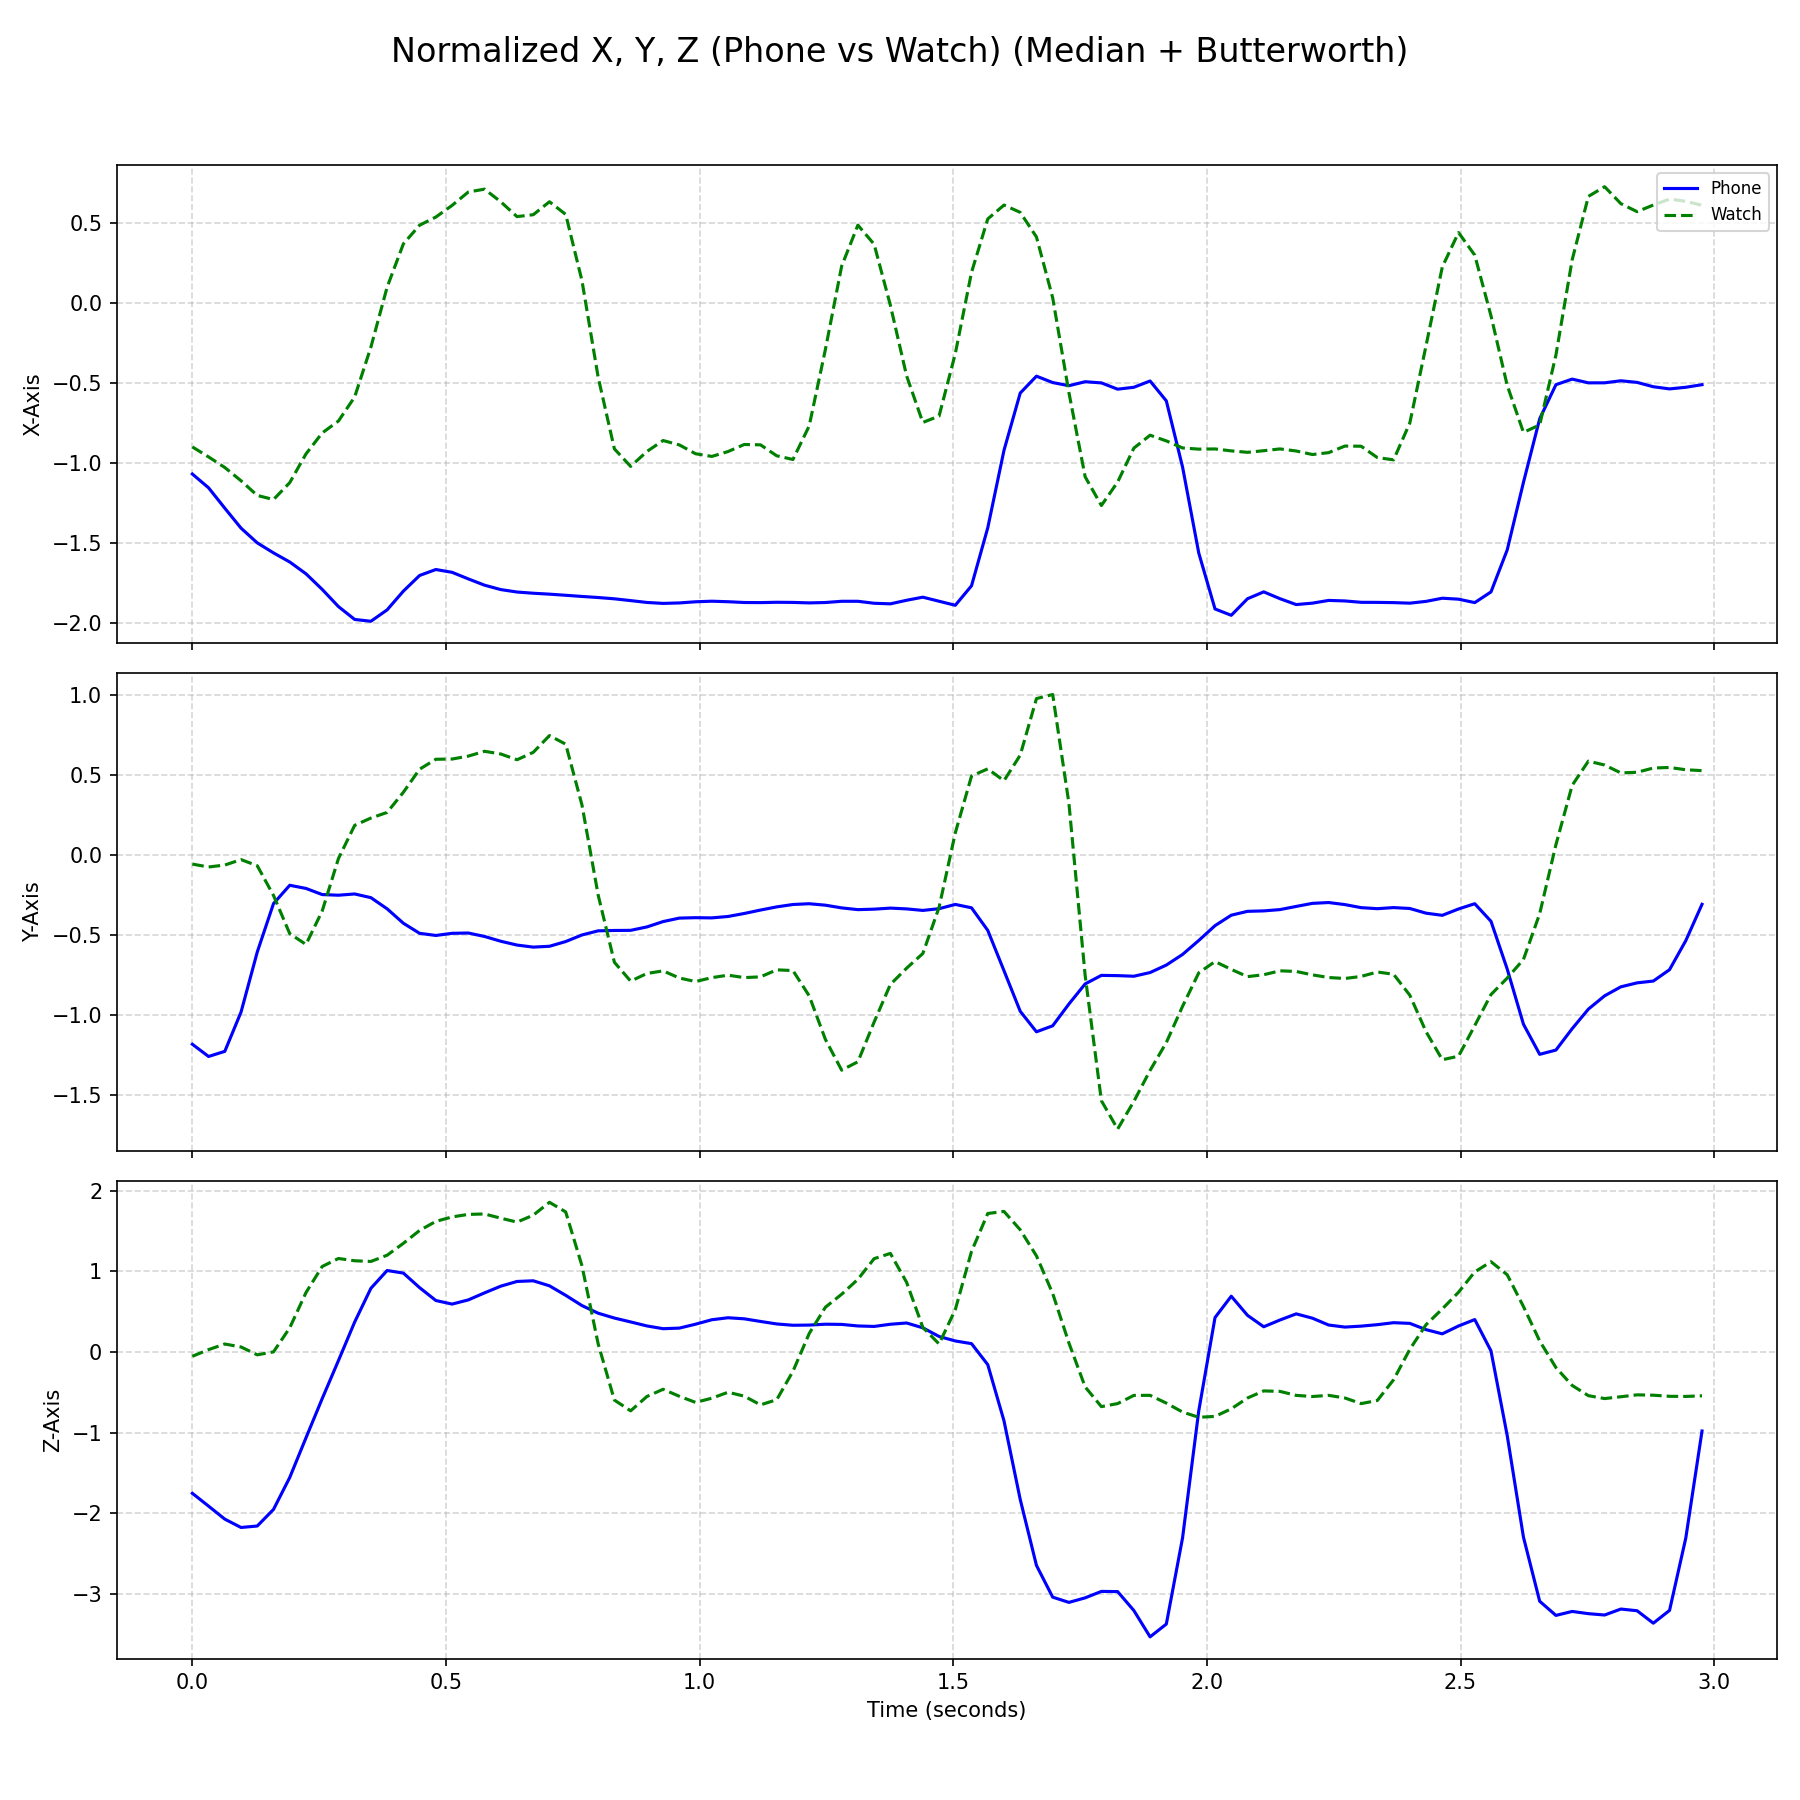 Normalized X, Y, Z (Phone vs Watch) (Median + Butterworth)
Phone
Watch
0.5
0.0
−0.5
−1.0
−1.5
−2.0
X-Axis
1.0
0.5
0.0
−0.5
−1.0
−1.5
Y-Axis
2
1
0
−1
−2
−3
Z-Axis
0.0 0.5 1.0 1.5 2.0 2.5 3.0
Time (seconds)